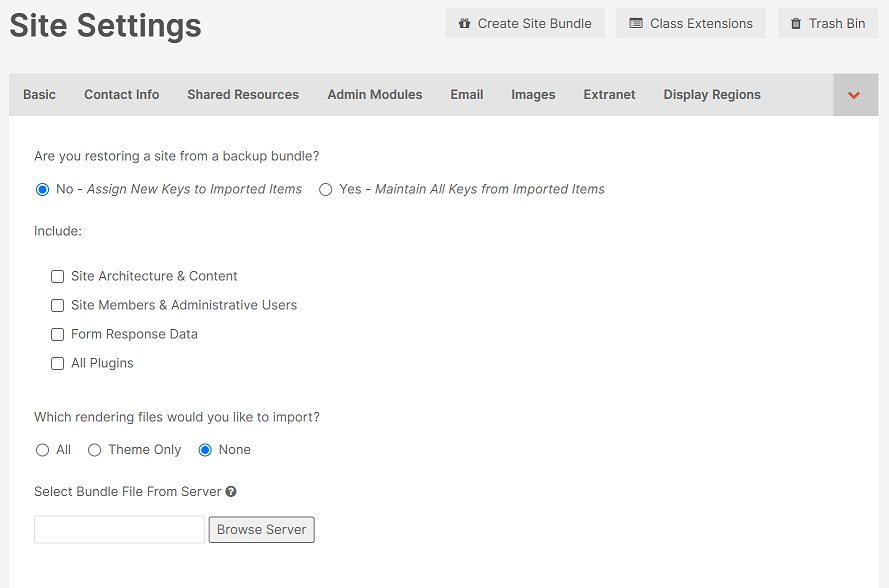 Site Settings
Create Site Bundle
Class Extensions
Trash Bin
Basic
Contact Info
Shared Resources
Admin Modules
Email
Images
Extranet
Display Regions
Are you restoring a site from a backup bundle?
No - Assign New Keys to Imported Items
Yes - Maintain All Keys from Imported Items
Include:
Site Architecture & Content
Site Members & Administrative Users
Form Response Data
All Plugins
Which rendering files would you like to import?
All
Theme Only
None
Select Bundle File From Server
Browse Server